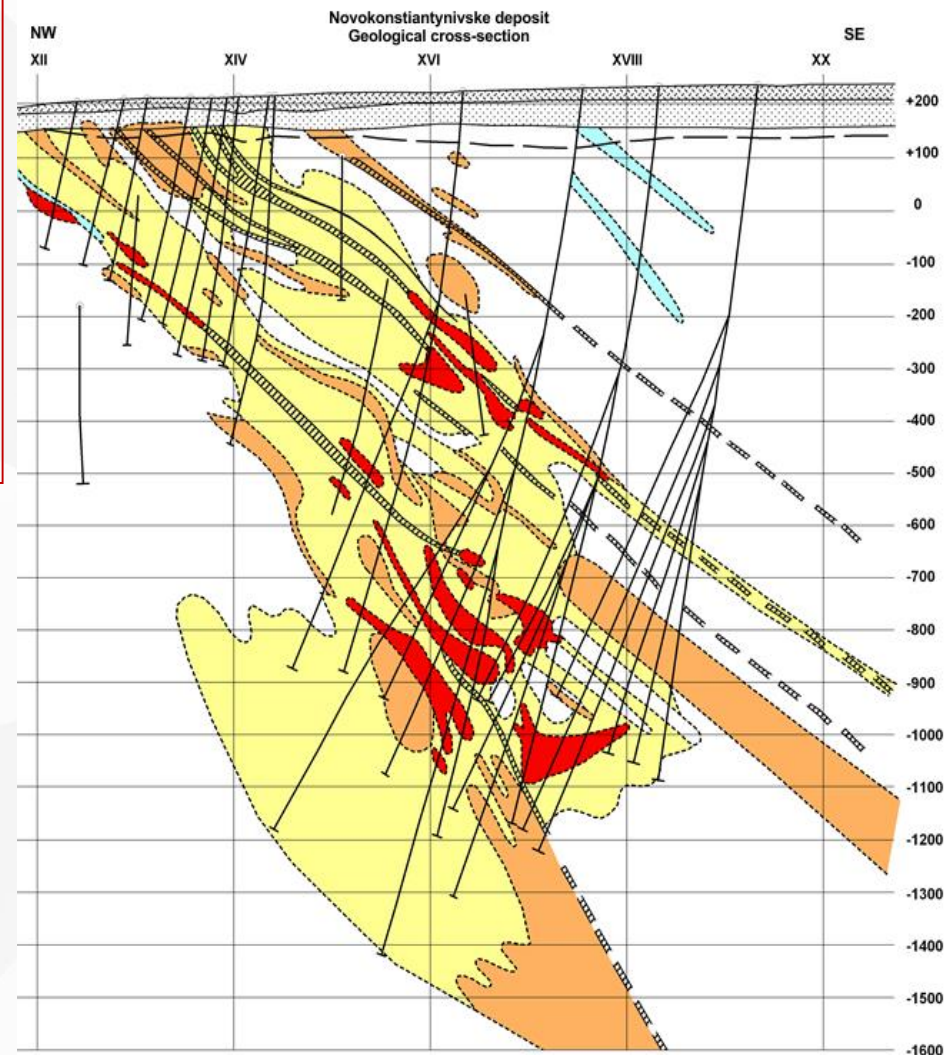 Novokonstiantynivske deposit
Geological cross-section
NW
SE
XII
XIV
XVI
XVIII
XX
+200
+100
0
-100
-200
-300
-400
-500
-600
-700
-800
-900
-1000
-1100
-1200
-1300
-1400
-1500
-1600